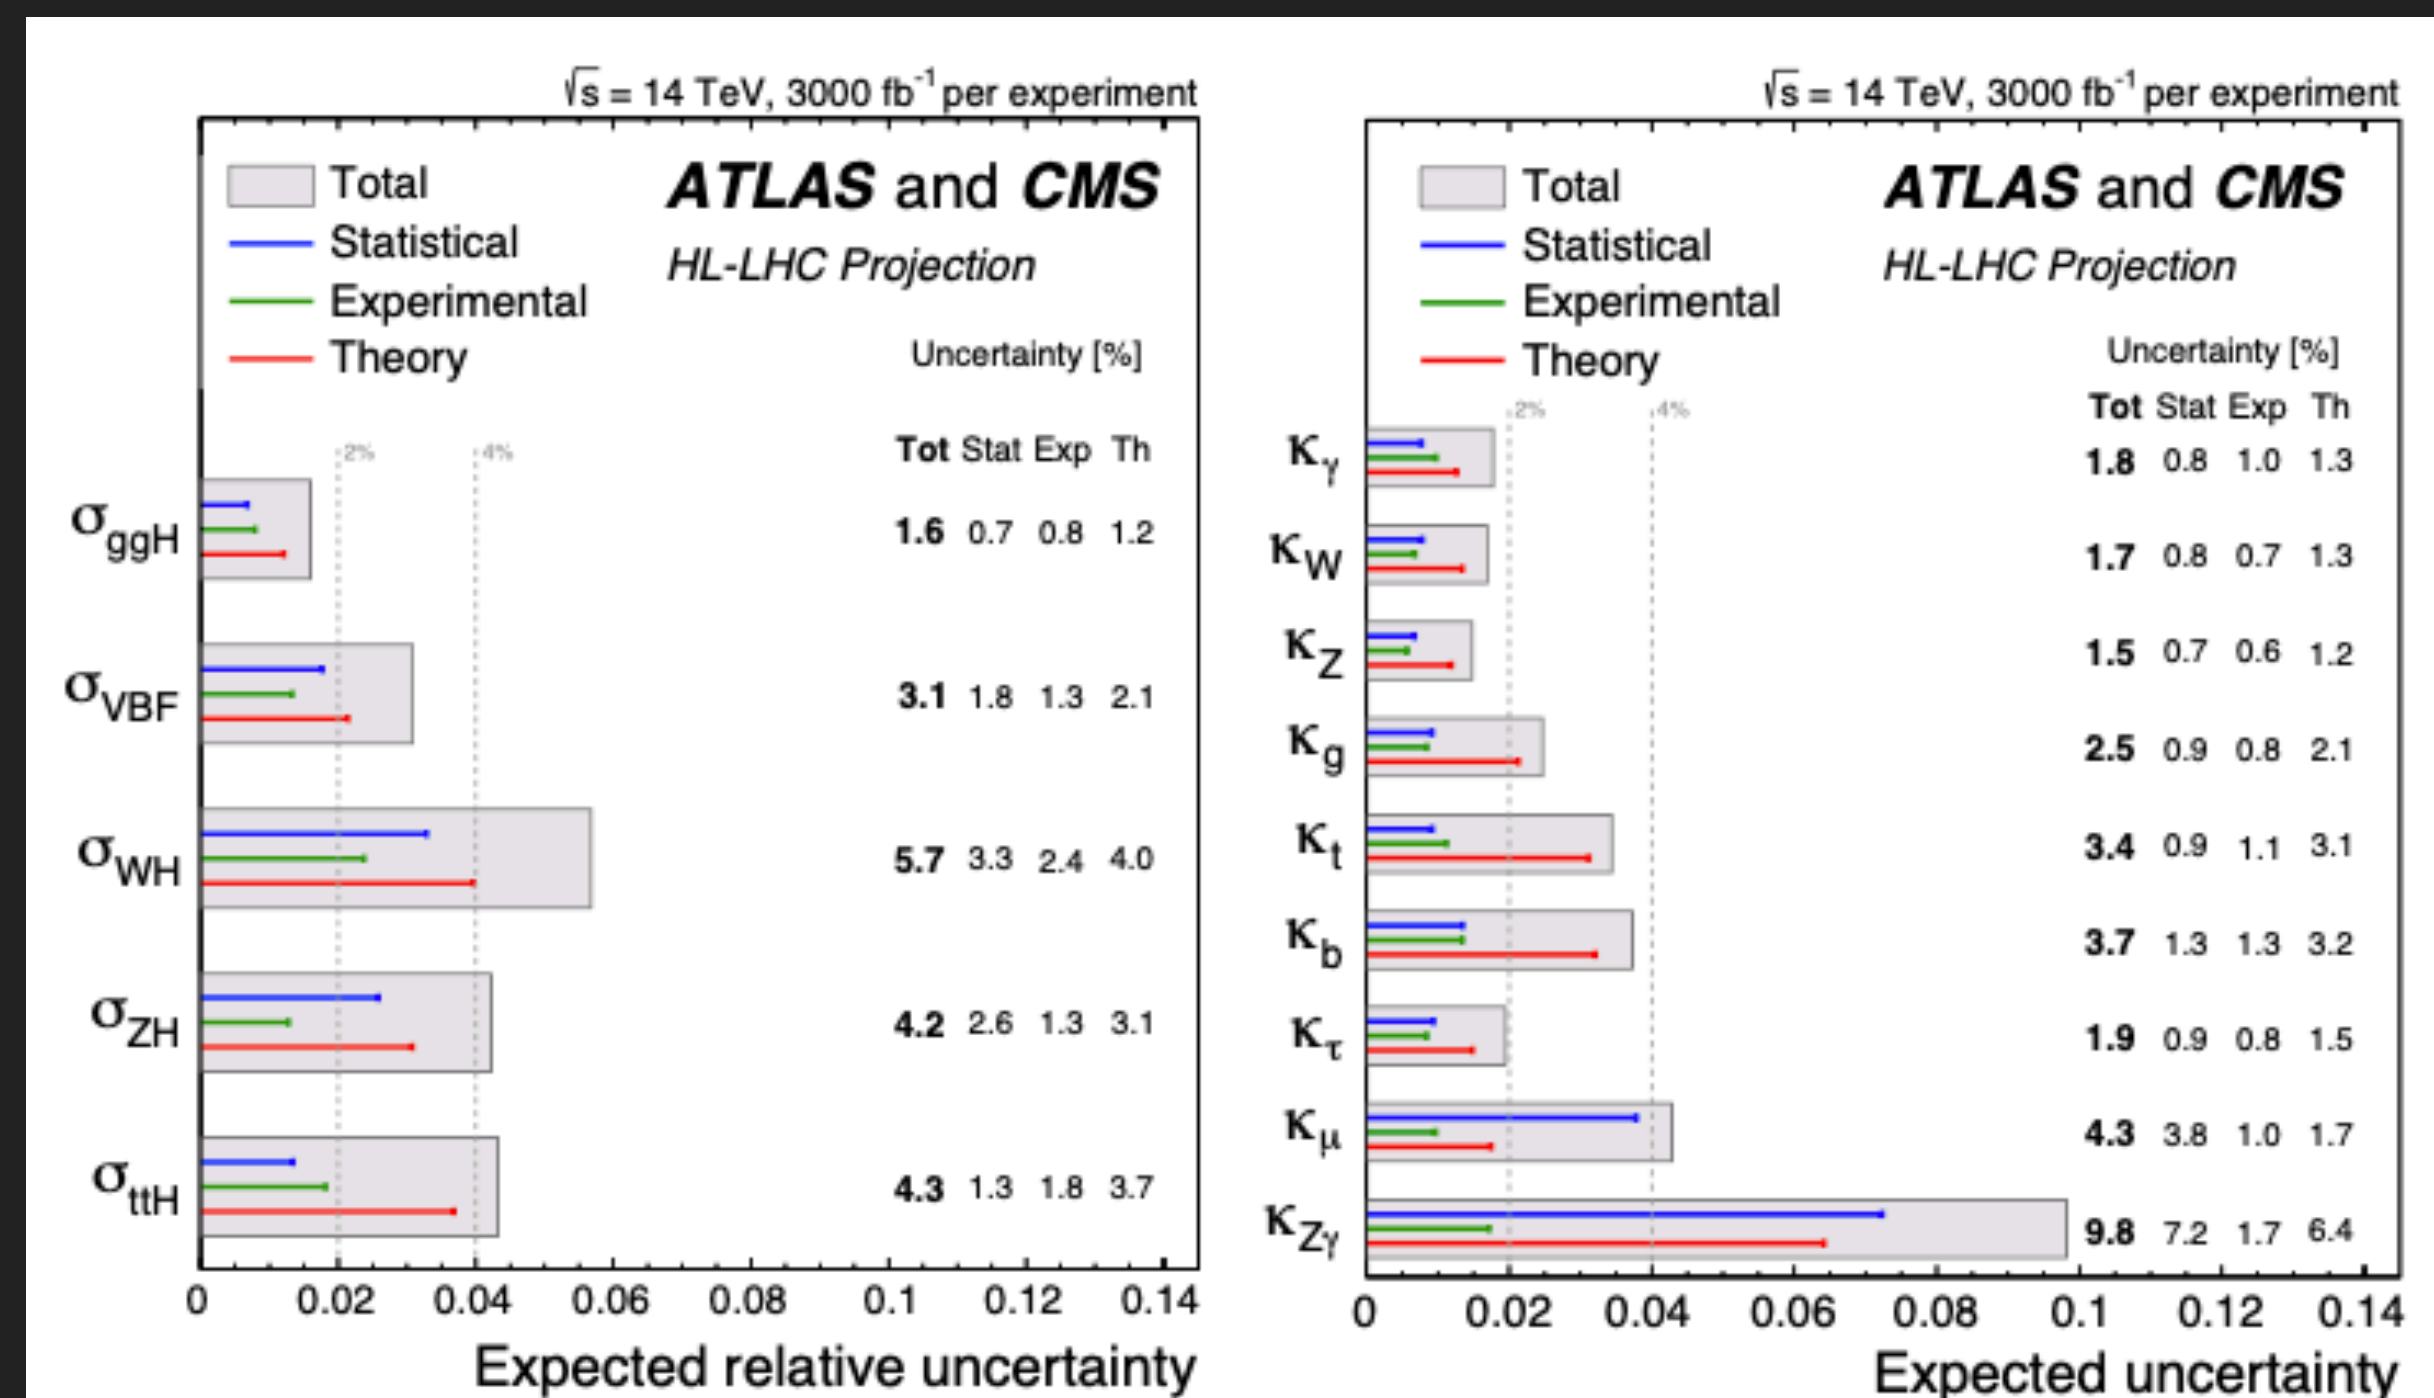 √s = 14 TeV, 3000 fb⁻¹ per experiment
Total
Statistical
Experimental
Theory
ATLAS and CMS
HL-LHC Projection
Uncertainty [%]
Tot Stat Exp Th
2% 4%
σggH 1.6 0.7 0.8 1.2
σVBF 3.1 1.8 1.3 2.1
σWH 5.7 3.3 2.4 4.0
σZH 4.2 2.6 1.3 3.1
σttH 4.3 1.3 1.8 3.7
0 0.02 0.04 0.06 0.08 0.1 0.12 0.14
Expected relative uncertainty
√s = 14 TeV, 3000 fb⁻¹ per experiment
Total
Statistical
Experimental
Theory
ATLAS and CMS
HL-LHC Projection
Uncertainty [%]
2% 4% Tot Stat Exp Th
κγ 1.8 0.8 1.0 1.3
κW 1.7 0.8 0.7 1.3
κZ 1.5 0.7 0.6 1.2
κg 2.5 0.9 0.8 2.1
κt 3.4 0.9 1.1 3.1
κb 3.7 1.3 1.3 3.2
κτ 1.9 0.9 0.8 1.5
κμ 4.3 3.8 1.0 1.7
κZγ 9.8 7.2 1.7 6.4
0 0.02 0.04 0.06 0.08 0.1 0.12 0.14
Expected uncertainty